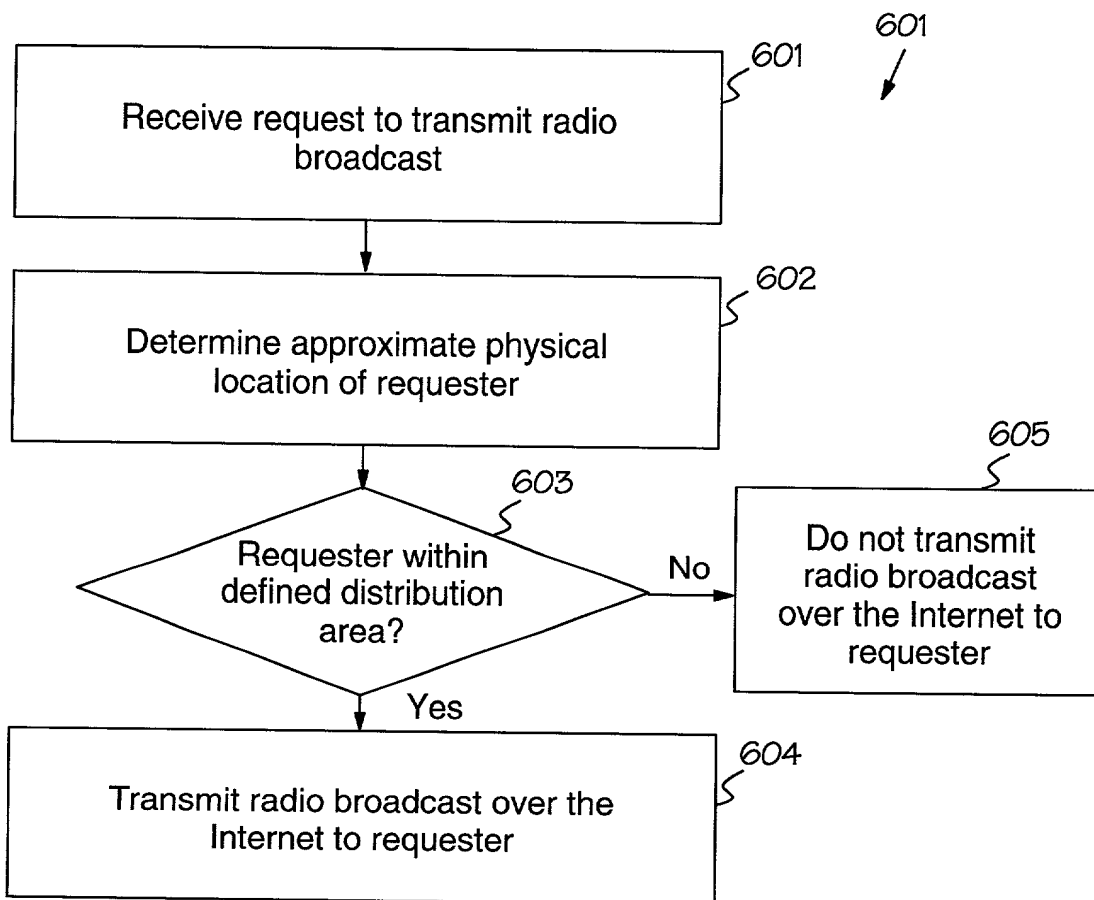 601
601
Receive request to transmit radio
broadcast
602
Determine approximate physical
location of requester
603
Requester within
defined distribution
area?
No
605
Do not transmit
radio broadcast
over the Internet to
requester
Yes
604
Transmit radio broadcast over the
Internet to requester